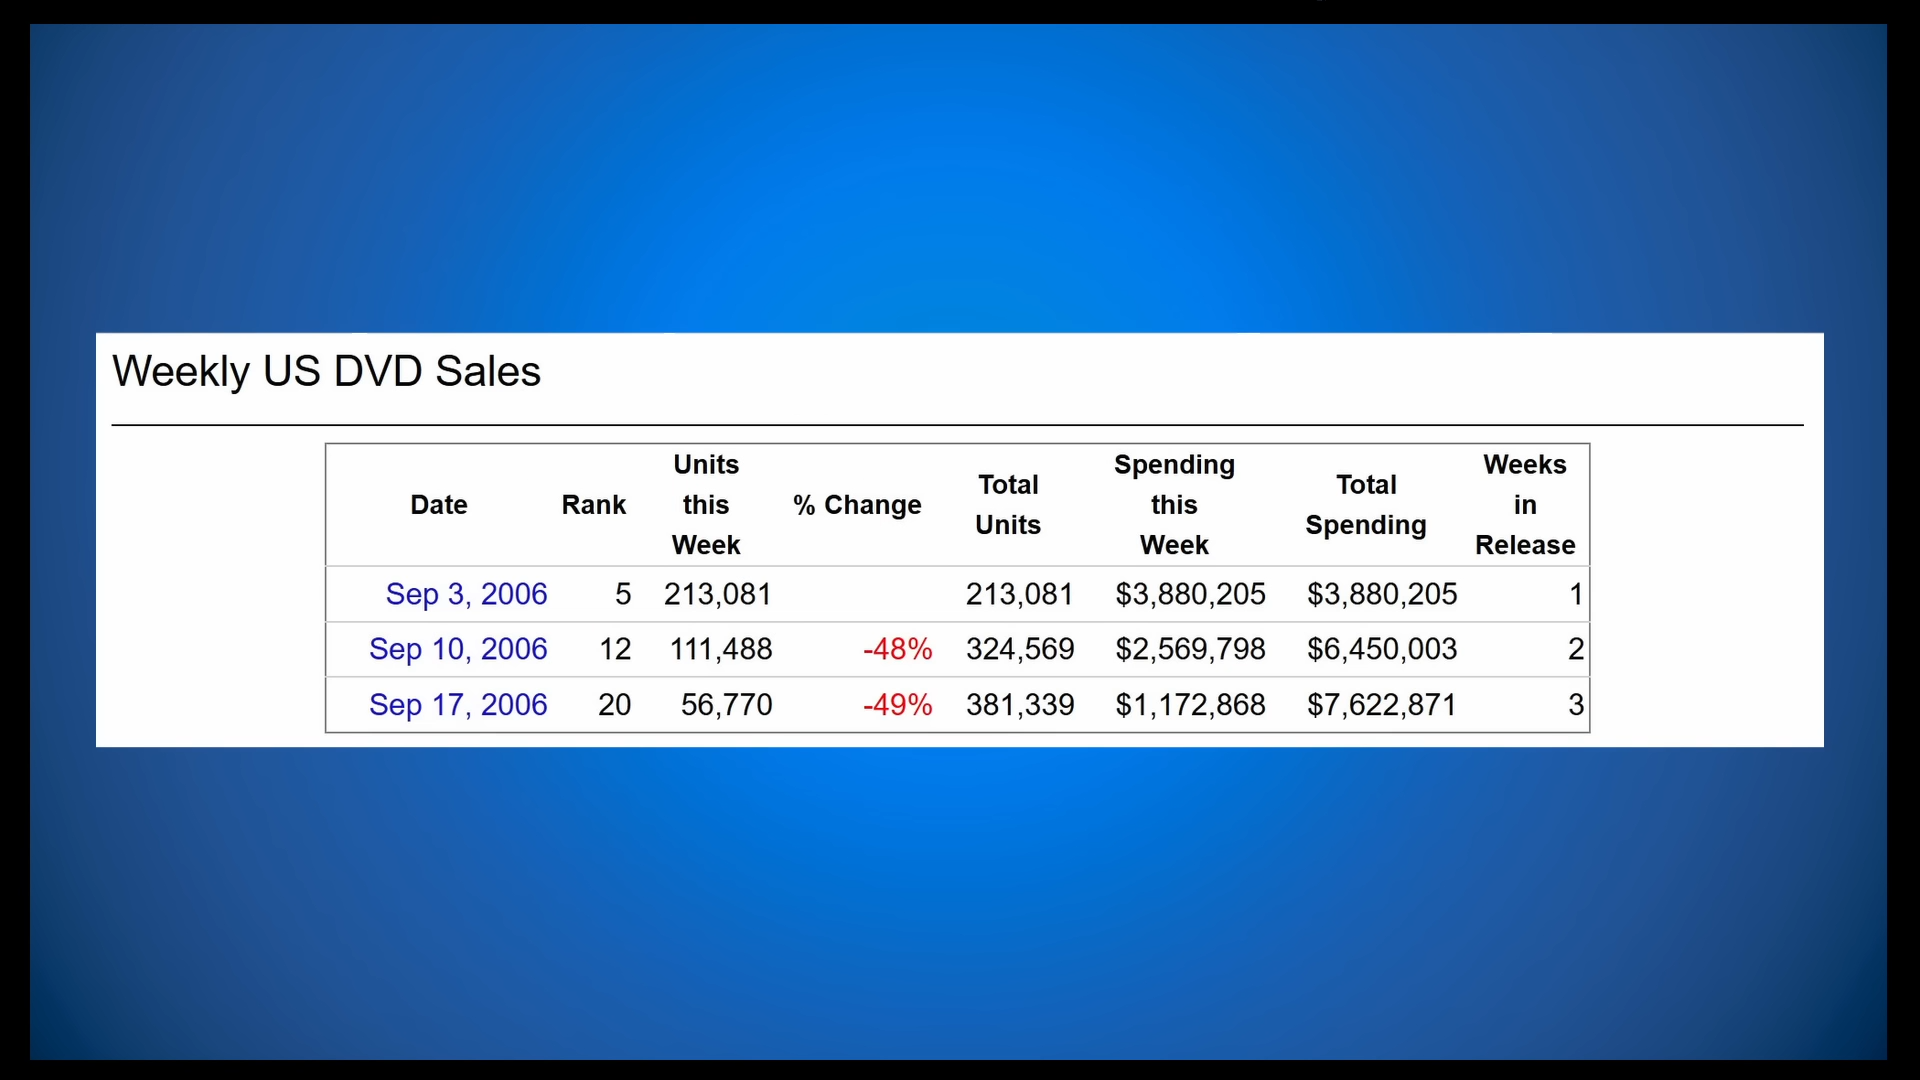 Weekly US DVD Sales
Date Rank Units this Week % Change Total Units Spending this Week Total Spending Weeks in Release
Sep 3, 2006 5 213,081 213,081 $3,880,205 $3,880,205 1
Sep 10, 2006 12 111,488 -48% 324,569 $2,569,798 $6,450,003 2
Sep 17, 2006 20 56,770 -49% 381,339 $1,172,868 $7,622,871 3